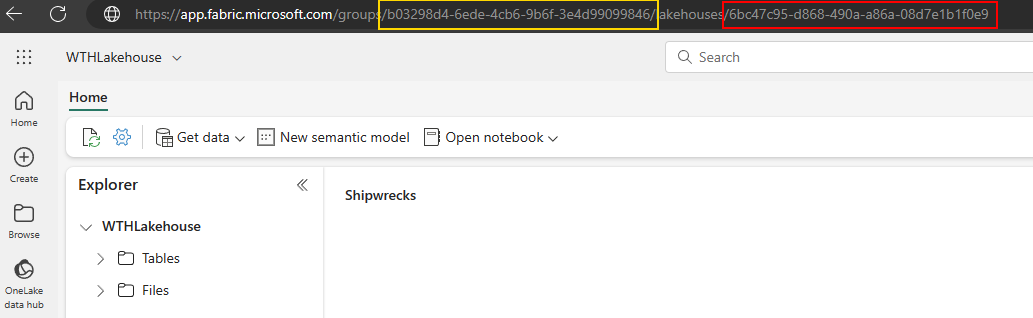 https://app.fabric.microsoft.com/groups/b03298d4-6ede-4cb6-9b6f-3e4d99099846/lakehouses/6bc47c95-d868-490a-a86a-08d7e1b1f0e9
WTHLakehouse
Search
Home
Home
Get data
New semantic model
Open notebook
Create
Explorer
Shipwrecks
Browse
WTHLakehouse
Tables
OneLake
data hub
Files